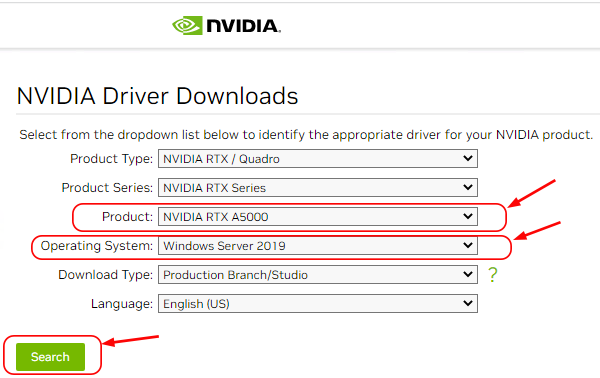 NVIDIA.
NVIDIA Driver Downloads
Select from the dropdown list below to identify the appropriate driver for your NVIDIA product.
Product Type: NVIDIA RTX / Quadro
Product Series: NVIDIA RTX Series
Product: NVIDIA RTX A5000
Operating System: Windows Server 2019
Download Type: Production Branch/Studio ?
Language: English (US)
Search